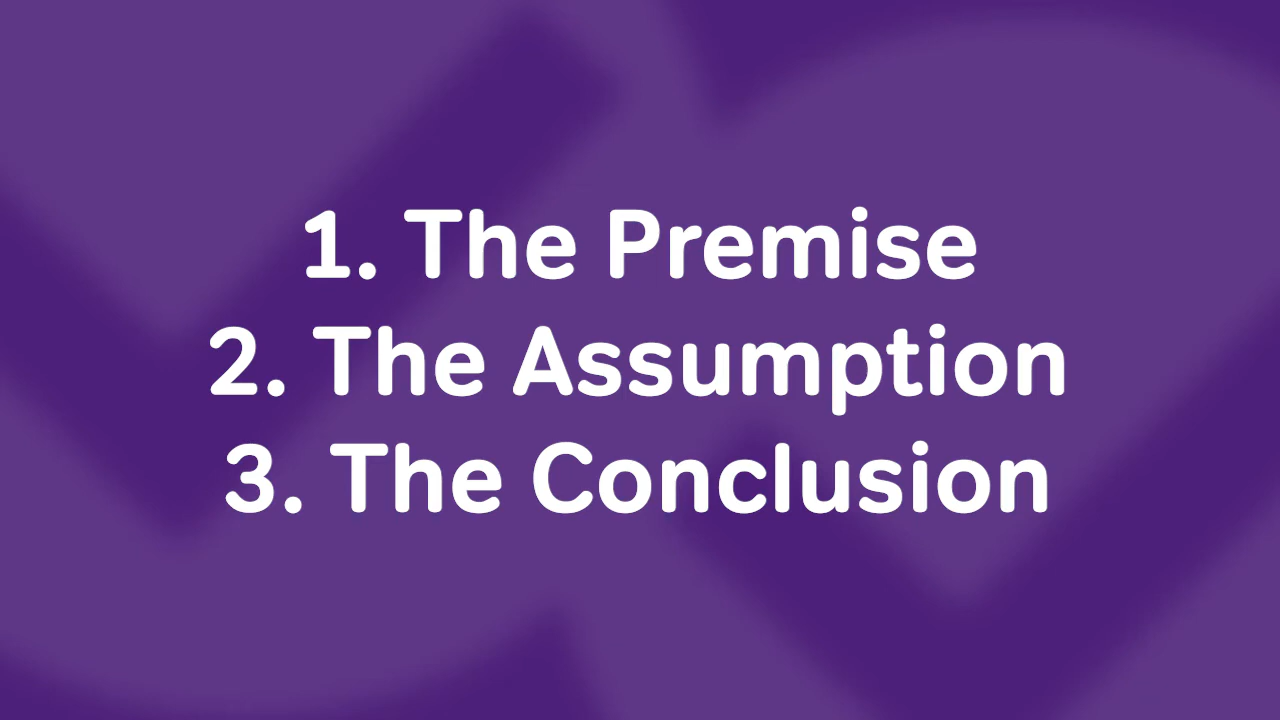 1. The Premise
2. The Assumption
3. The Conclusion